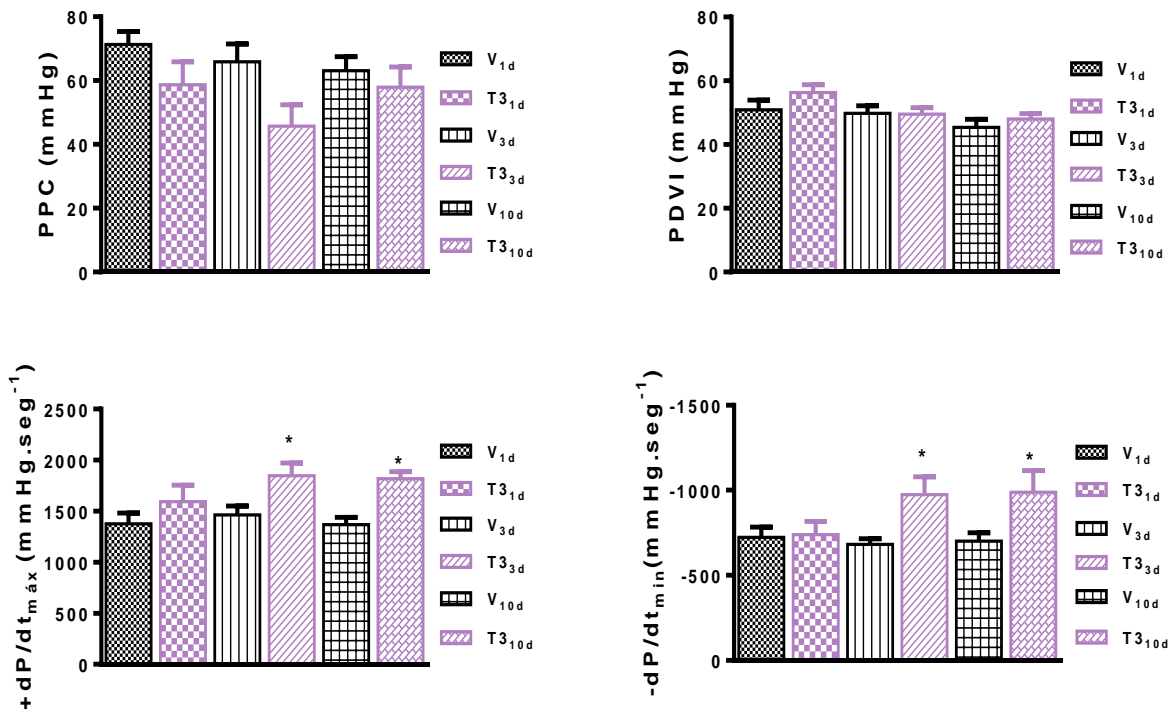 PPC (mmHg)
80
60
40
20
0
V1d
T31d
V3d
T33d
V10d
T310d
PDVI (mmHg)
80
60
40
20
0
V1d
T31d
V3d
T33d
V10d
T310d
+dP/dtmáx (mmHg.seg-1)
2500
2000
1500
1000
500
0
*
*
V1d
T31d
V3d
T33d
V10d
T310d
-dP/dtmin(mmHg.seg-1)
-1500
-1000
-500
0
*
*
V1d
T31d
V3d
T33d
V10d
T310d